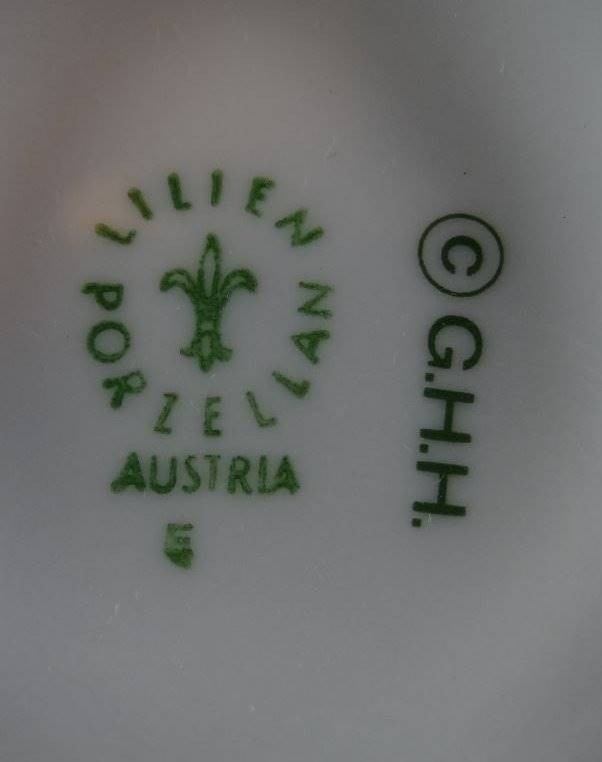 LILIEN
PORZELLAN
AUSTRIA
© G.H.H.